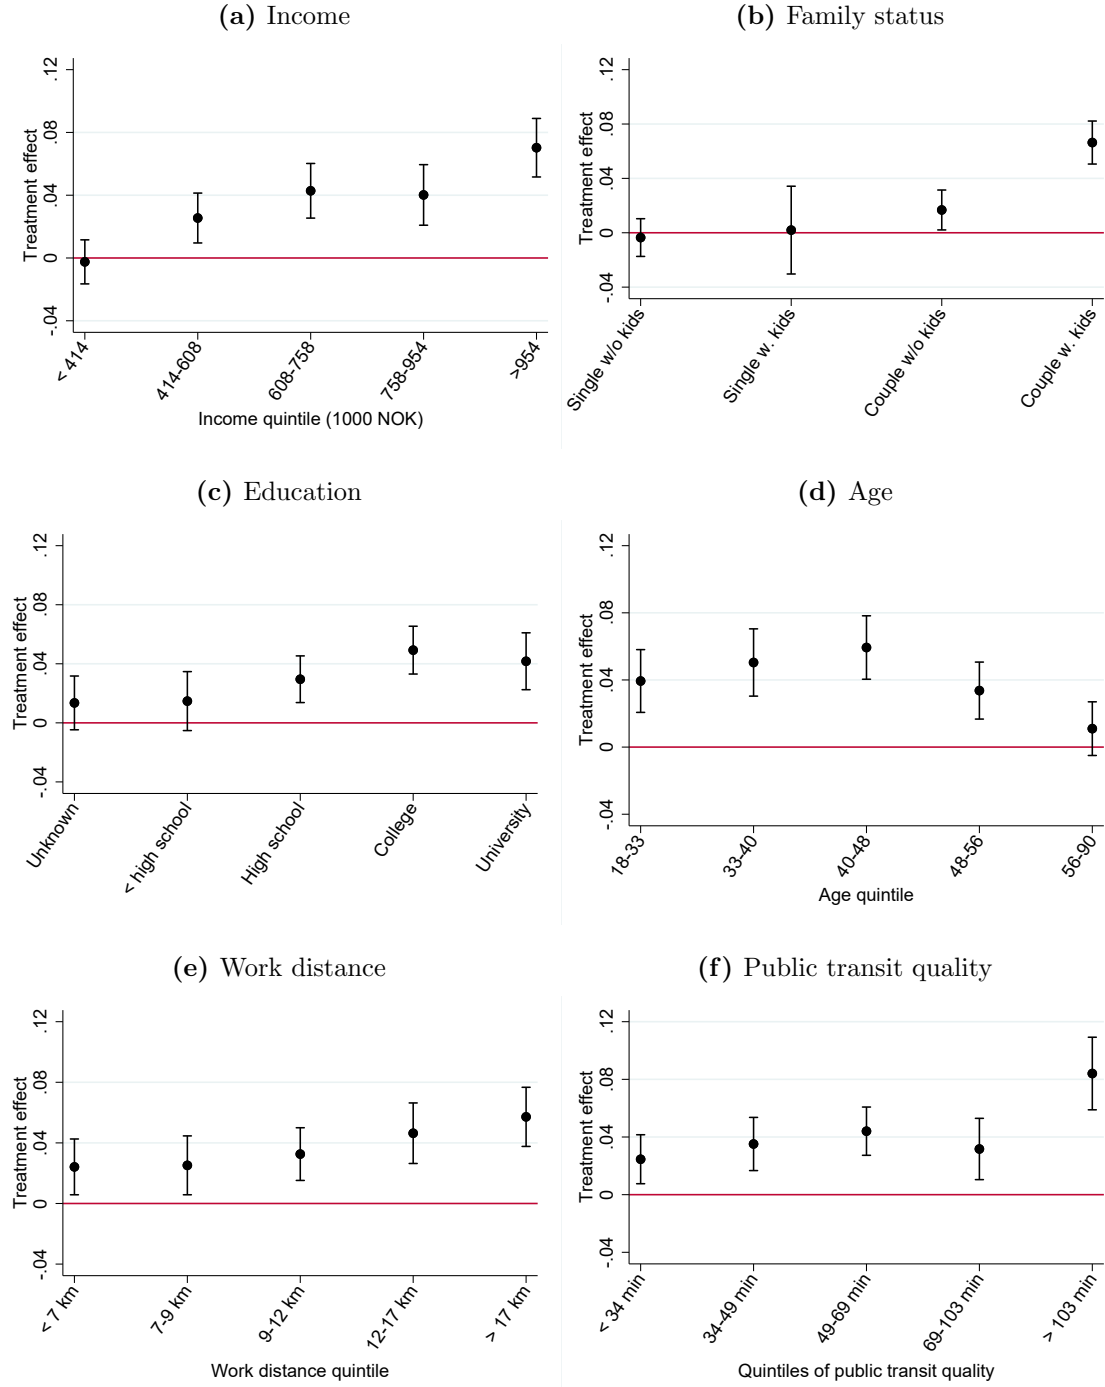 (a) Income
.12
.08
.04
0
-.04
Treatment effect
< 414
414-608
608-758
758-954
>954
Income quintile (1000 NOK)
(b) Family status
.12
.08
.04
0
-.04
Treatment effect
Single w/o kids
Single w. kids
Couple w/o kids
Couple w. kids
(c) Education
.12
.08
.04
0
-.04
Treatment effect
Unknown
< high school
High school
College
University
(d) Age
.12
.08
.04
0
-.04
Treatment effect
18-33
33-40
40-48
48-56
56-90
Age quintile
(e) Work distance
.12
.08
.04
0
-.04
Treatment effect
< 7 km
7-9 km
9-12 km
12-17 km
> 17 km
Work distance quintile
(f) Public transit quality
.12
.08
.04
0
-.04
Treatment effect
< 34 min
34-49 min
49-69 min
69-103 min
> 103 min
Quintiles of public transit quality